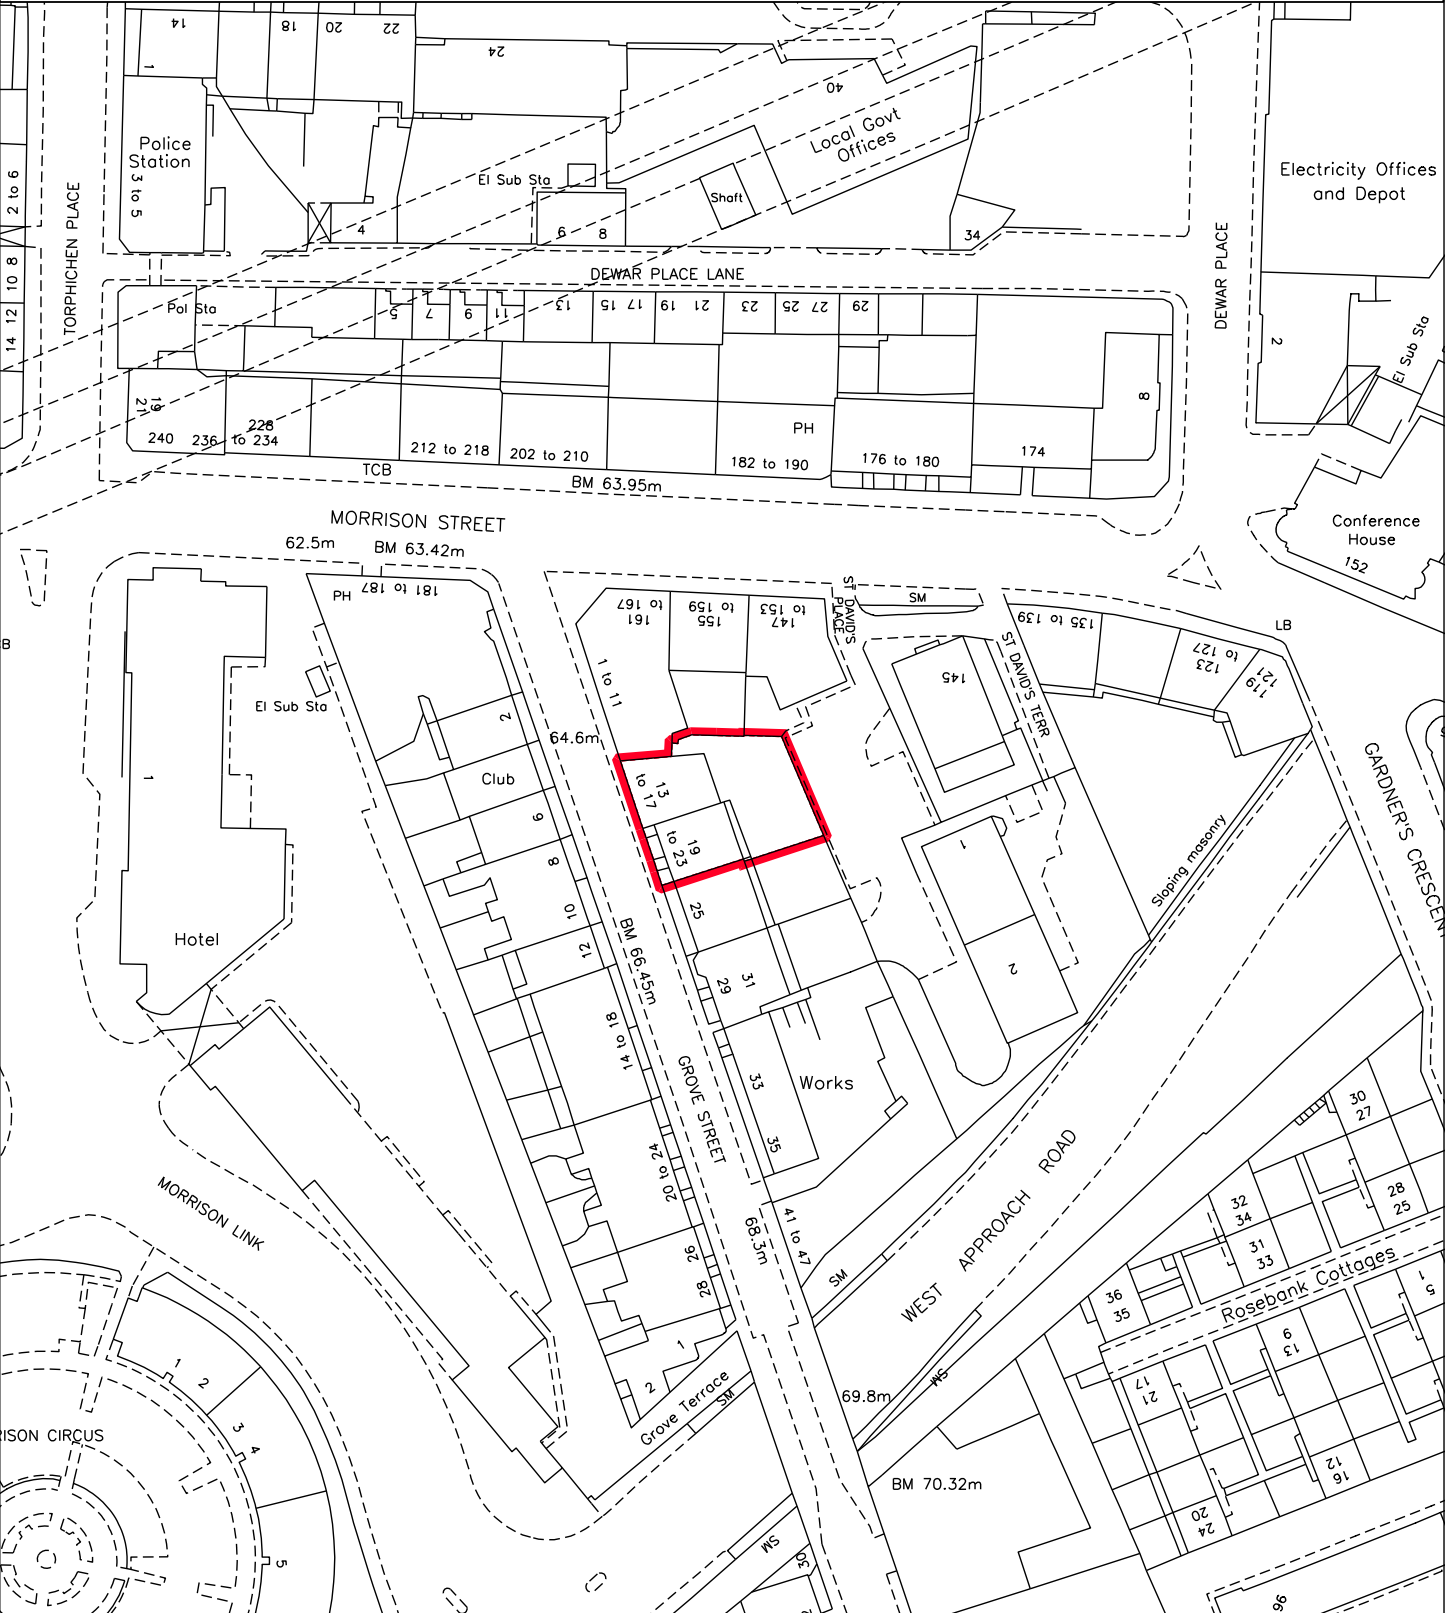 14
18
20
22
24
1
40
Local Govt
Offices
Police
Station
3 to 5
El Sub Sta
Shaft
Electricity Offices
and Depot
2 to 6
TORPHICHEN PLACE
4
6
8
34
DEWAR PLACE
10 8
DEWAR PLACE LANE
14 12
Pol Sta
5
7
9
11
13
15
17
19
21
23
25
27
29
2
El Sub Sta
8
19
21
240
236
228
to 234
212 to 218
202 to 210
PH
182 to 190
176 to 180
174
TCB
BM 63.95m
MORRISON STREET
Conference
House
152
62.5m
BM 63.42m
PH
181 to 187
161
to 167
155
to 159
147
to 153
ST DAVID'S
PLACE
SM
135 to 139
LB
123
to 127
119
121
145
ST DAVID'S TERR
1 to 11
El Sub Sta
2
64.6m
Club
1
13
to 17
19
to 23
6
8
GARDNER'S CRESCENT
Sloping masonry
1
25
10
12
Hotel
BM 66.45m
29
31
2
14 to 18
GROVE STREET
33
Works
35
30
27
WEST APPROACH ROAD
20 to 24
MORRISON LINK
28
25
32
34
31
33
41 to 47
68.3m
26
28
SM
Rosebank Cottages
36
35
1
5
9
13
1
2
Grove Terrace
SM
69.8m
SM
17
21
1
2
3
4
RISON CIRCUS
BM 70.32m
12
16
20
24
SM
30
5
96